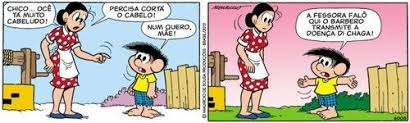 CHICO... OCÊ
TÁ MUITO
CABELUDO!
PERCISA CORTÁ
O CABELO!
NUM QUERO,
MÃE!
A FESSORA FALÔ
QUI O BARBERO
TRANSMITE A
DOENÇA DI CHAGA!